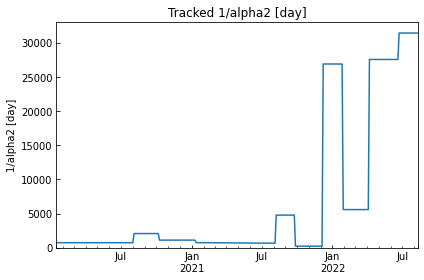 Tracked 1/alpha2 [day]
30000
25000
20000
15000
10000
5000
0
1/alpha2 [day]
Jul
Jan
2021
Jul
Jan
2022
Jul